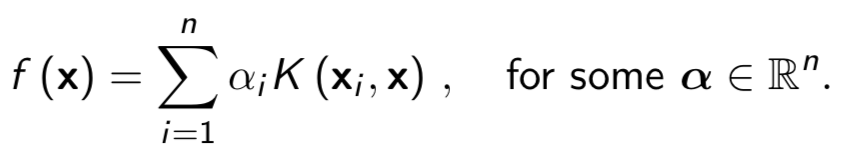 f (x) = ∑_{i=1}^{n} α_i K (x_i, x) , for some α ∈ ℝ^n.